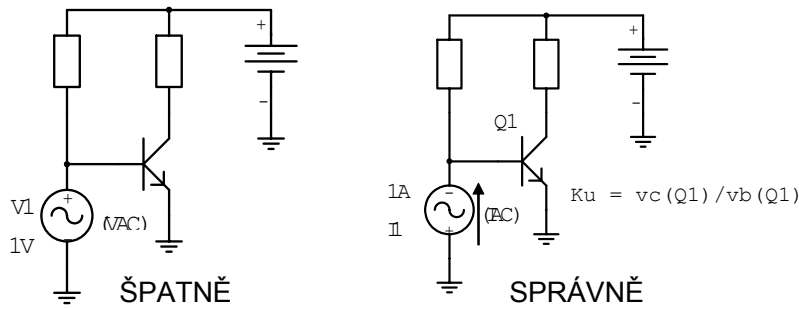 +
-
V1
+
(VAC)
1V
-
ŠPATNĚ
+
-
Q1
1A
-
(IAC)
I1
+
Ku = vc(Q1)/vb(Q1)
SPRÁVNĚ